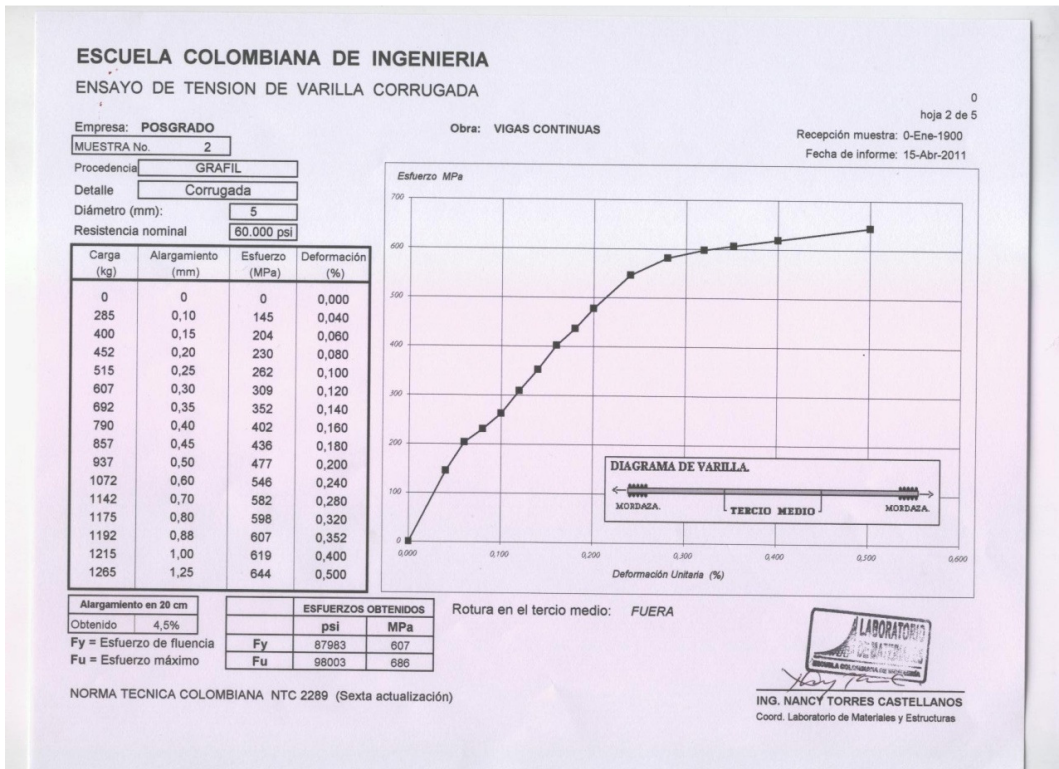 ESCUELA COLOMBIANA DE INGENIERIA
ENSAYO DE TENSION DE VARILLA CORRUGADA
0
hoja 2 de 5
Empresa: POSGRADO
Obra: VIGAS CONTINUAS
Recepción muestra: 0-Ene-1900
MUESTRA No. 2
Fecha de informe: 15-Abr-2011
Procedencia GRAFIL
Detalle Corrugada
Diámetro (mm): 5
Resistencia nominal 60.000 psi
Carga Alargamiento Esfuerzo Deformación
(kg) (mm) (MPa) (%)
0 0 0 0,000
285 0,10 145 0,040
400 0,15 204 0,060
452 0,20 230 0,080
515 0,25 262 0,100
607 0,30 309 0,120
692 0,35 352 0,140
790 0,40 402 0,160
857 0,45 436 0,180
937 0,50 477 0,200
1072 0,60 546 0,240
1142 0,70 582 0,280
1175 0,80 598 0,320
1192 0,88 607 0,352
1215 1,00 619 0,400
1265 1,25 644 0,500
Esfuerzo MPa
700
600
500
400
300
200
100
0
0,000 0,100 0,200 0,300 0,400 0,500 0,600
Deformación Unitaria (%)
DIAGRAMA DE VARILLA.
MORDAZA. TERCIO MEDIO MORDAZA.
Alargamiento en 20 cm
Obtenido 4,5%
Fy = Esfuerzo de fluencia
Fu = Esfuerzo máximo
ESFUERZOS OBTENIDOS
psi MPa
Fy 87983 607
Fu 98003 686
Rotura en el tercio medio: FUERA
LABORATORIO
DE MATERIALES
ESCUELA COLOMBIANA DE INGENIERIA
ING. NANCY TORRES CASTELLANOS
Coord. Laboratorio de Materiales y Estructuras
NORMA TECNICA COLOMBIANA NTC 2289 (Sexta actualización)